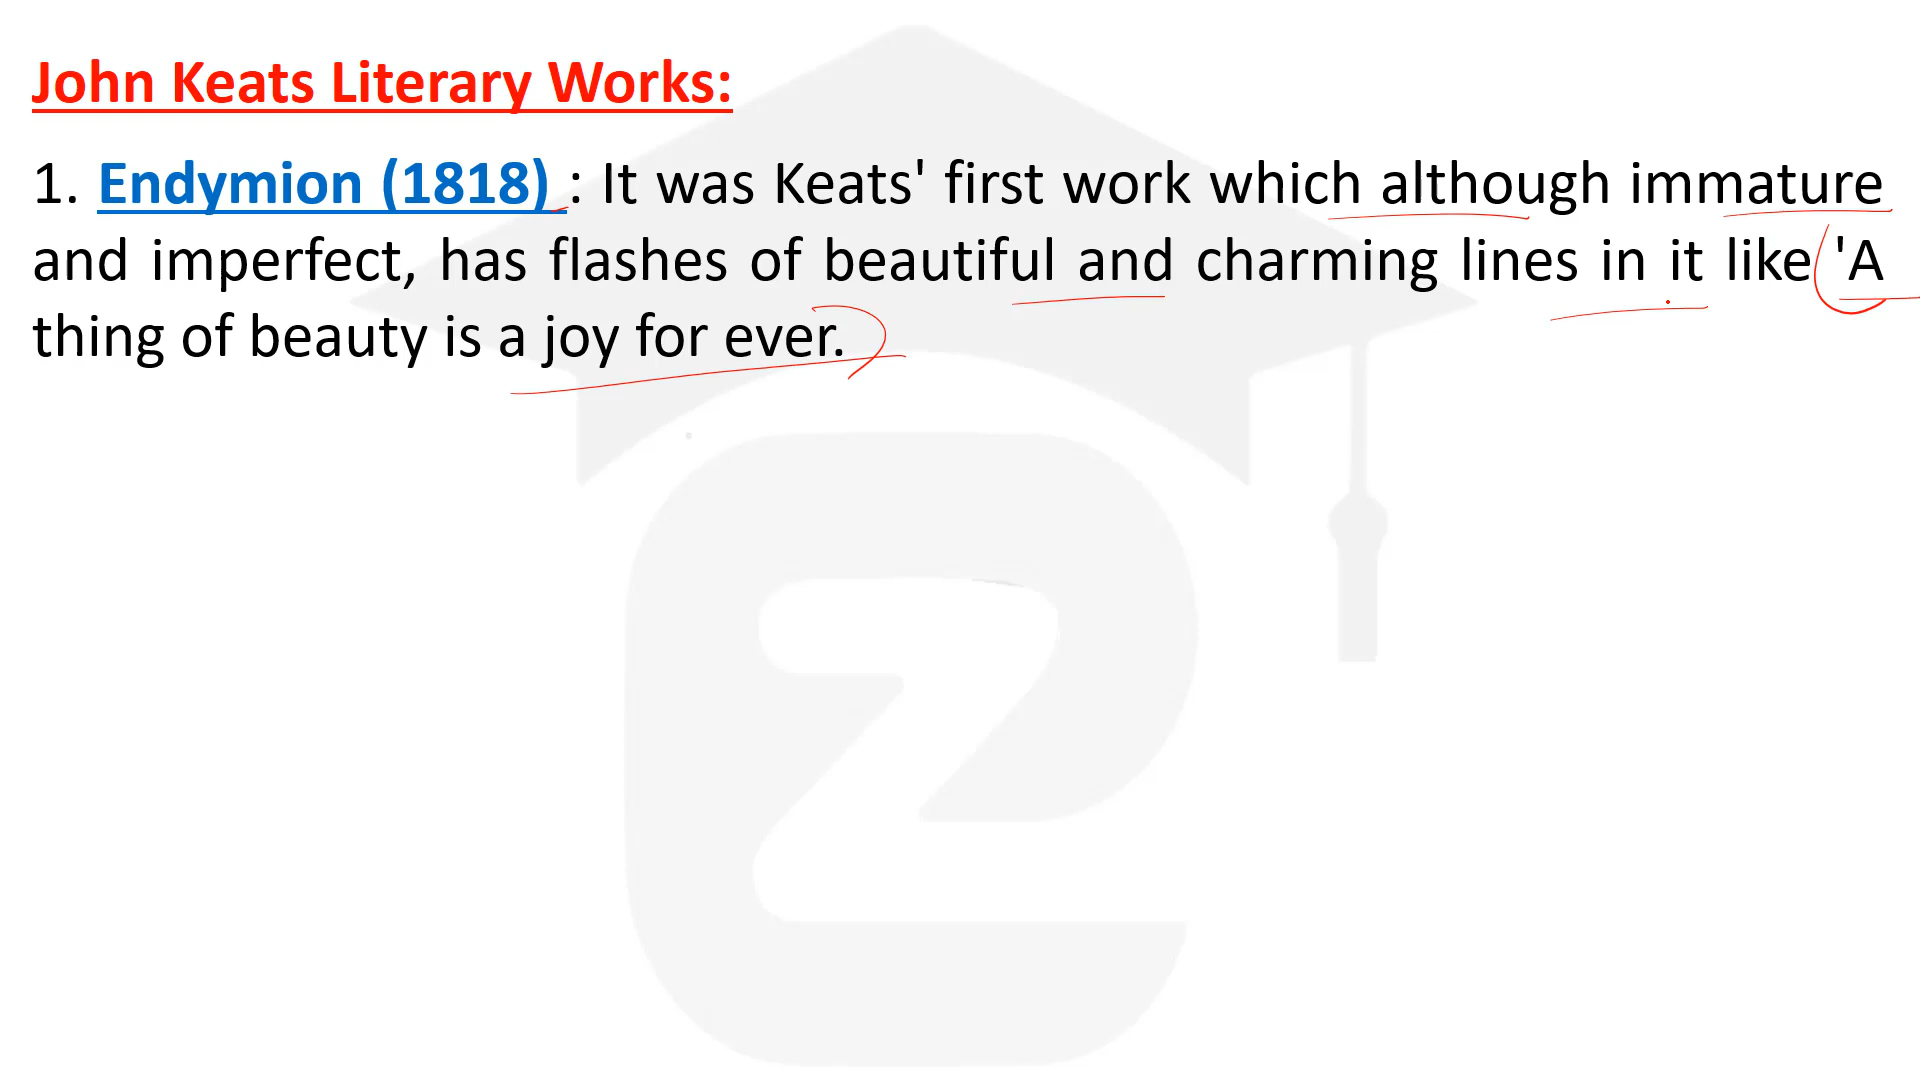 John Keats Literary Works:
1. Endymion (1818) : It was Keats' first work which although immature
and imperfect, has flashes of beautiful and charming lines in it like 'A
thing of beauty is a joy for ever.